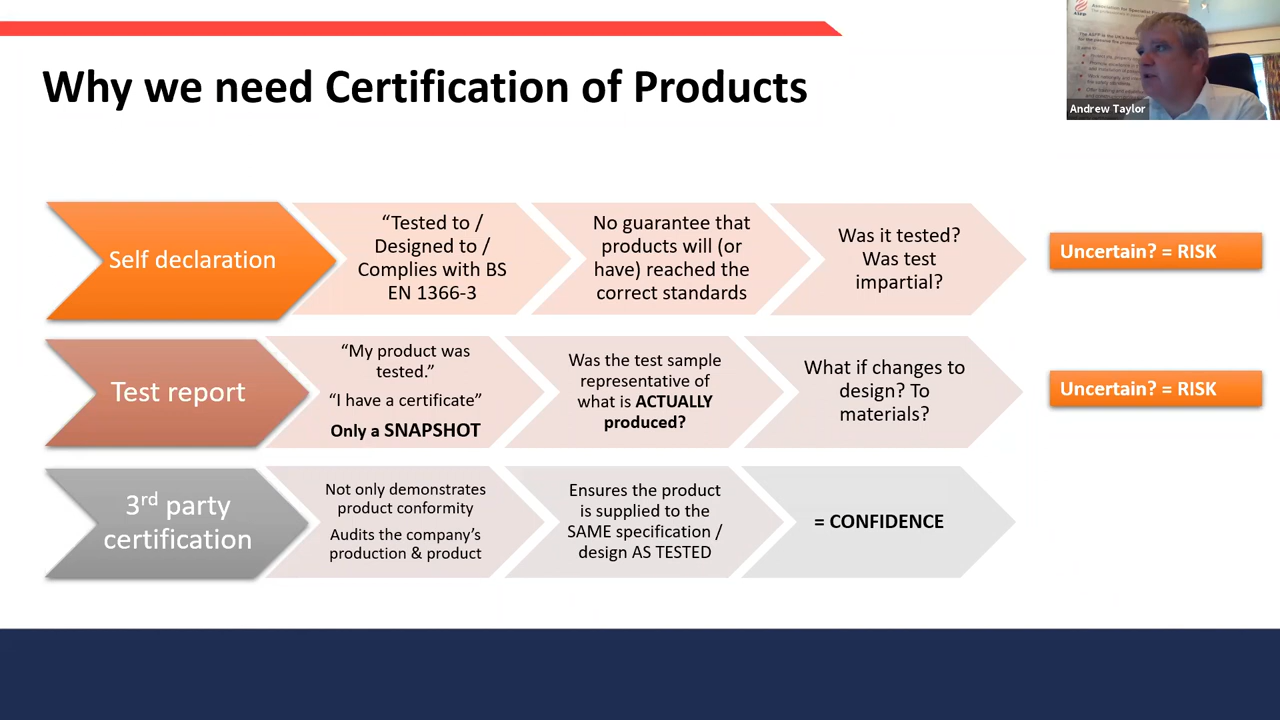 Why we need Certification of Products
Andrew Taylor
Self declaration
“Tested to /
Designed to /
Complies with BS
EN 1366-3
No guarantee that
products will (or
have) reached the
correct standards
Was it tested?
Was test
impartial?
Uncertain? = RISK
Test report
“My product was
tested.”
“I have a certificate”
Only a SNAPSHOT
Was the test sample
representative of
what is ACTUALLY
produced?
What if changes to
design? To
materials?
Uncertain? = RISK
3rd party
certification
Not only demonstrates
product conformity
Audits the company’s
production & product
Ensures the product
is supplied to the
SAME specification /
design AS TESTED
= CONFIDENCE